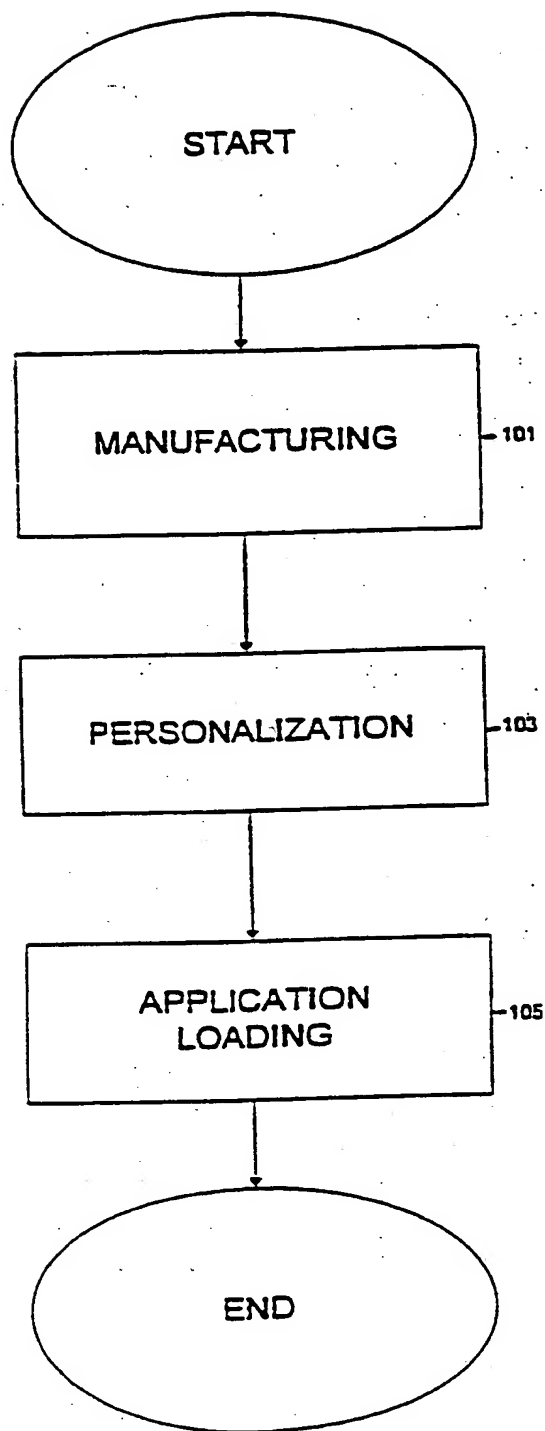 START
MANUFACTURING
101
PERSONALIZATION
103
APPLICATION
LOADING
105
END